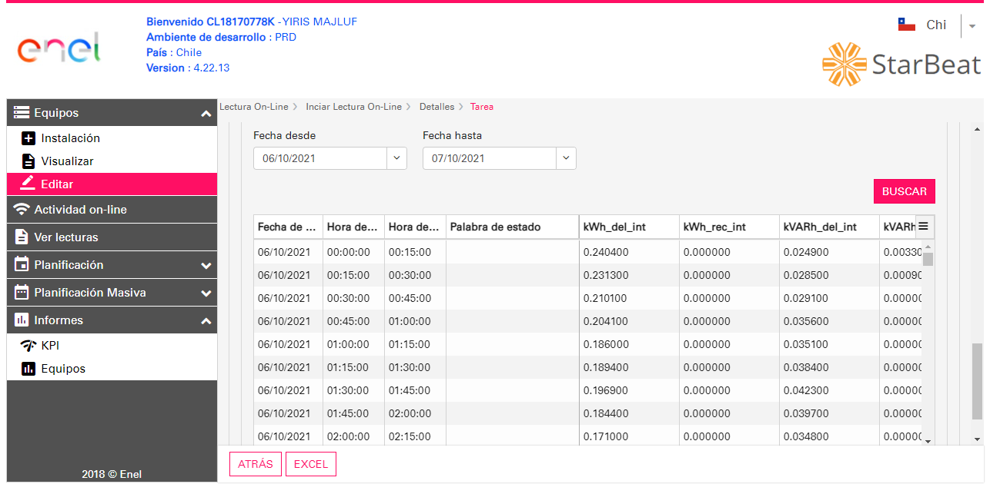 enel
Bienvenido CL18170778K - YIRIS MAJLUF
Ambiente de desarrollo : PRD
País : Chile
Version : 4.22.13
Chi
StarBeat
Equipos
Instalación
Visualizar
Editar
Actividad on-line
Ver lecturas
Planificación
Planificación Masiva
Informes
KPI
Equipos
2018 © Enel
Lectura On-Line > Inciar Lectura On-Line > Detalles > Tarea
Fecha desde Fecha hasta
06/10/2021 07/10/2021
BUSCAR
Fecha de ... Hora de... Hora de... Palabra de estado kWh_del_int kWh_rec_int kVARh_del_int kVARh
06/10/2021 00:00:00 00:15:00 0.240400 0.000000 0.024900 0.00330
06/10/2021 00:15:00 00:30:00 0.231300 0.000000 0.028500 0.00090
06/10/2021 00:30:00 00:45:00 0.210100 0.000000 0.029100 0.00000
06/10/2021 00:45:00 01:00:00 0.204100 0.000000 0.035600 0.00000
06/10/2021 01:00:00 01:15:00 0.186000 0.000000 0.035100 0.00000
06/10/2021 01:15:00 01:30:00 0.189400 0.000000 0.038400 0.00000
06/10/2021 01:30:00 01:45:00 0.196900 0.000000 0.042300 0.00000
06/10/2021 01:45:00 02:00:00 0.184400 0.000000 0.039700 0.00000
06/10/2021 02:00:00 02:15:00 0.171000 0.000000 0.034800 0.00000
ATRÁS EXCEL